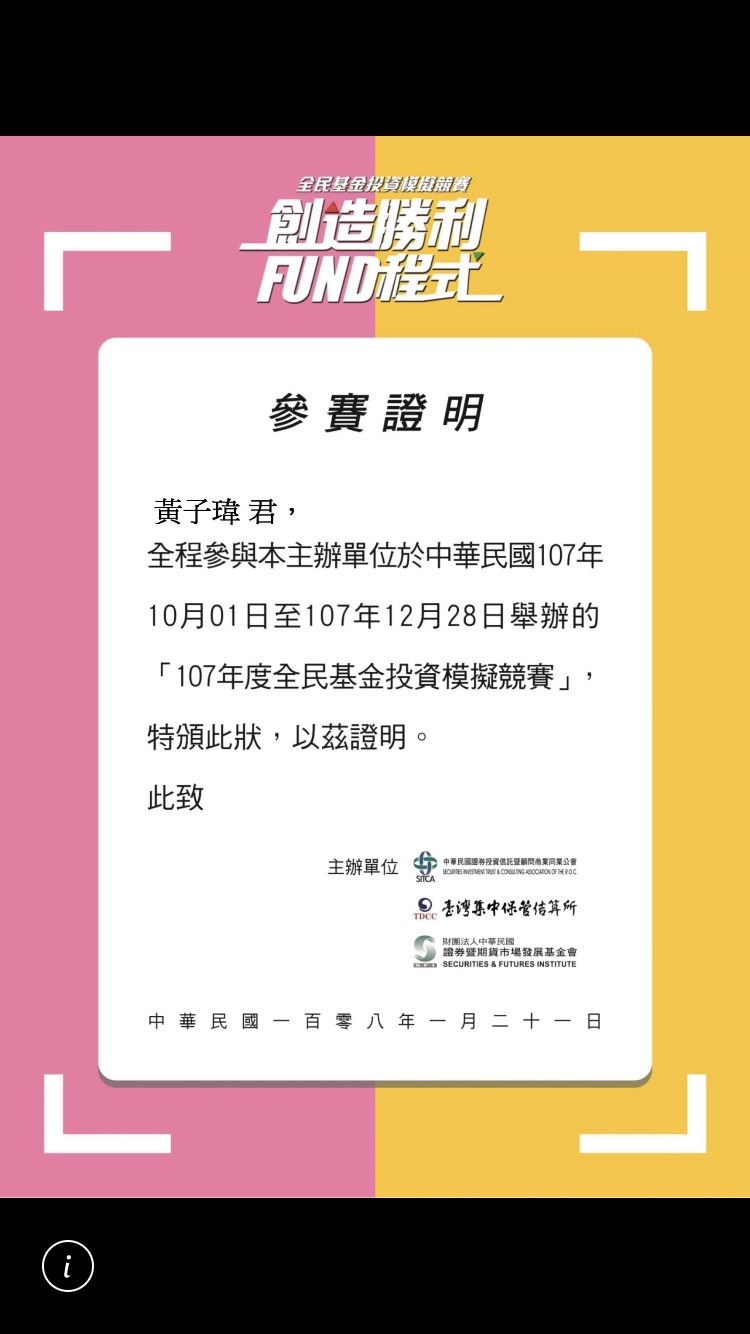 全民基金投資模擬競賽
創造勝利
FUND程式
參賽證明
黃子瑋 君，
全程參與本主辦單位於中華民國107年
10月01日至107年12月28日舉辦的
「107年度全民基金投資模擬競賽」，
特頒此狀，以茲證明。
此致
主辦單位
SITCA
中華民國證券投資信託暨顧問商業同業公會
SECURITIES INVESTMENT TRUST & CONSULTING ASSOCIATION OF THE R.O.C.
TDCC
臺灣集中保管結算所
財團法人中華民國
證券暨期貨市場發展基金會
SECURITIES & FUTURES INSTITUTE
中華民國一百零八年一月二十一日
i